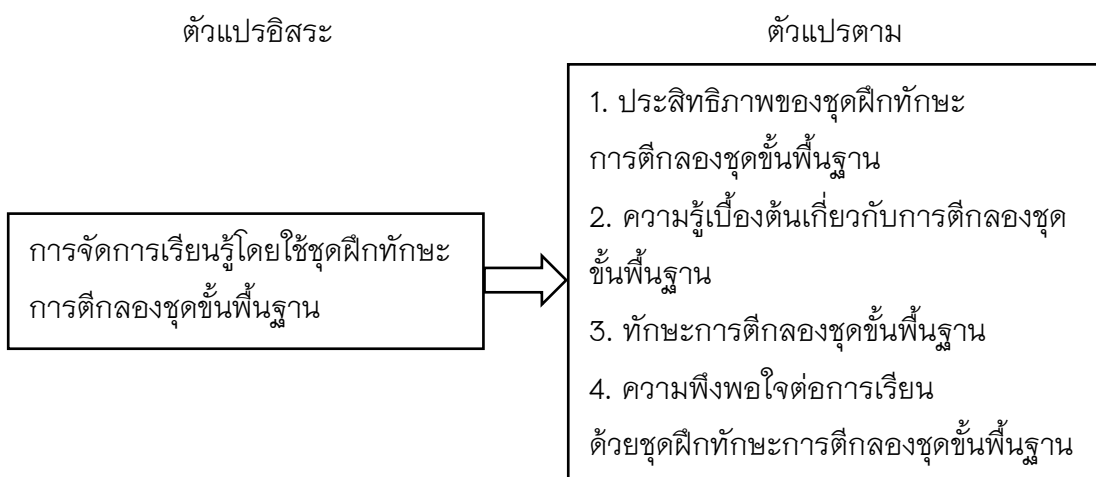 ตัวแปรอิสระ
ตัวแปรตาม
การจัดการเรียนรู้โดยใช้ชุดฝึกทักษะ
การตีกลองชุดขั้นพื้นฐาน
1. ประสิทธิภาพของชุดฝึกทักษะ
การตีกลองชุดขั้นพื้นฐาน
2. ความรู้เบื้องต้นเกี่ยวกับการตีกลองชุด
ขั้นพื้นฐาน
3. ทักษะการตีกลองชุดขั้นพื้นฐาน
4. ความพึงพอใจต่อการเรียน
ด้วยชุดฝึกทักษะการตีกลองชุดขั้นพื้นฐาน